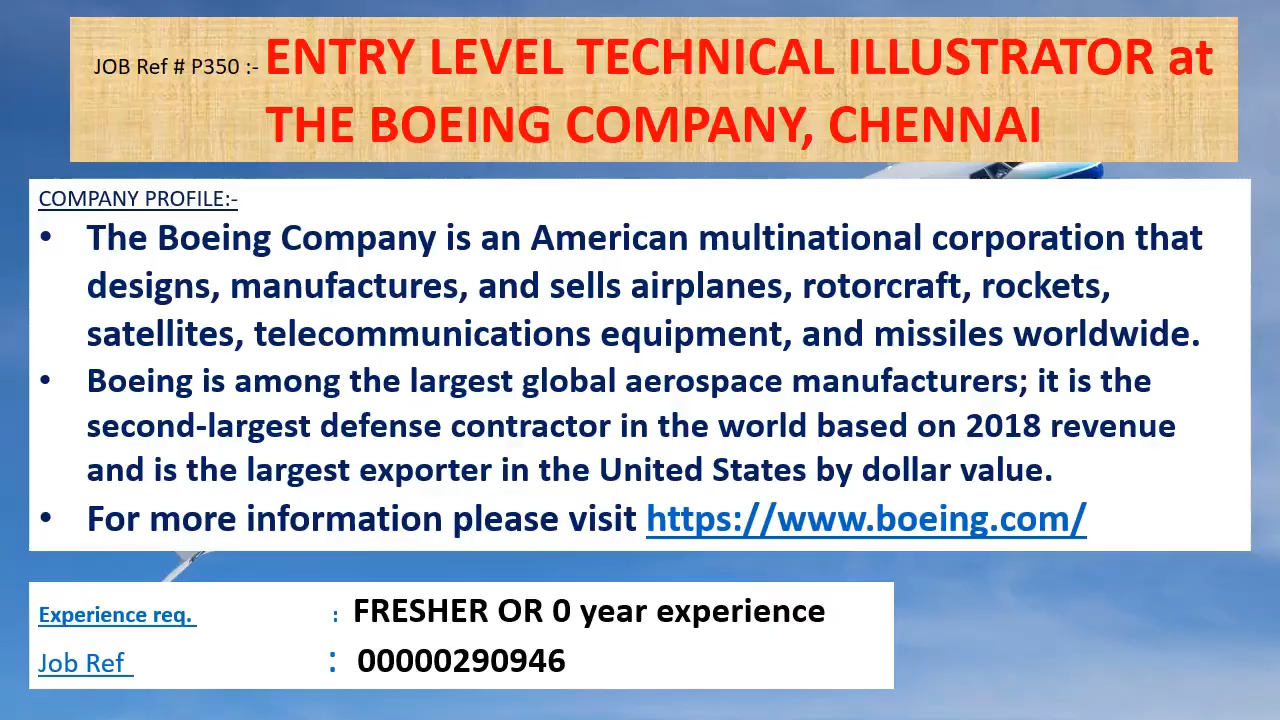 JOB Ref # P350 :- ENTRY LEVEL TECHNICAL ILLUSTRATOR at
THE BOEING COMPANY, CHENNAI
COMPANY PROFILE:-
• The Boeing Company is an American multinational corporation that
designs, manufactures, and sells airplanes, rotorcraft, rockets,
satellites, telecommunications equipment, and missiles worldwide.
• Boeing is among the largest global aerospace manufacturers; it is the
second-largest defense contractor in the world based on 2018 revenue
and is the largest exporter in the United States by dollar value.
• For more information please visit https://www.boeing.com/
Experience req. : FRESHER OR 0 year experience
Job Ref : 00000290946